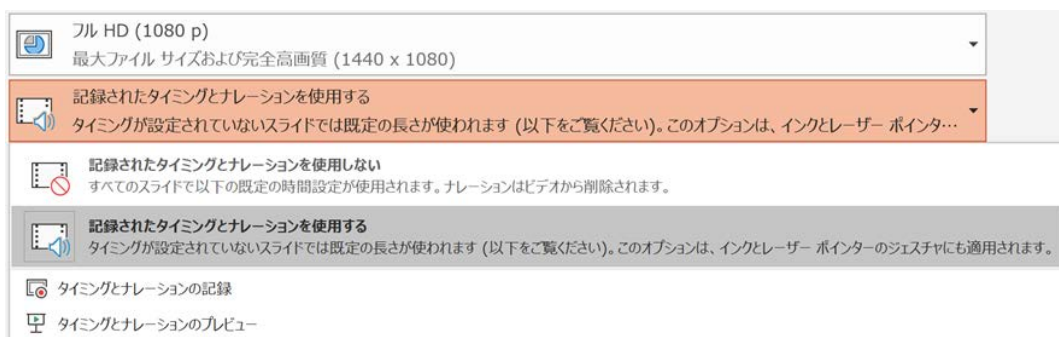 フル HD (1080 p)
最大ファイル サイズおよび完全高画質 (1440 x 1080)
記録されたタイミングとナレーションを使用する
タイミングが設定されていないスライドでは既定の長さが使われます (以下をご覧ください)。このオプションは、インクとレーザー ポインタ…
記録されたタイミングとナレーションを使用しない
すべてのスライドで以下の既定の時間設定が使用されます。ナレーションはビデオから削除されます。
記録されたタイミングとナレーションを使用する
タイミングが設定されていないスライドでは既定の長さが使われます (以下をご覧ください)。このオプションは、インクとレーザー ポインターのジェスチャにも適用されます。
タイミングとナレーションの記録
タイミングとナレーションのプレビュー